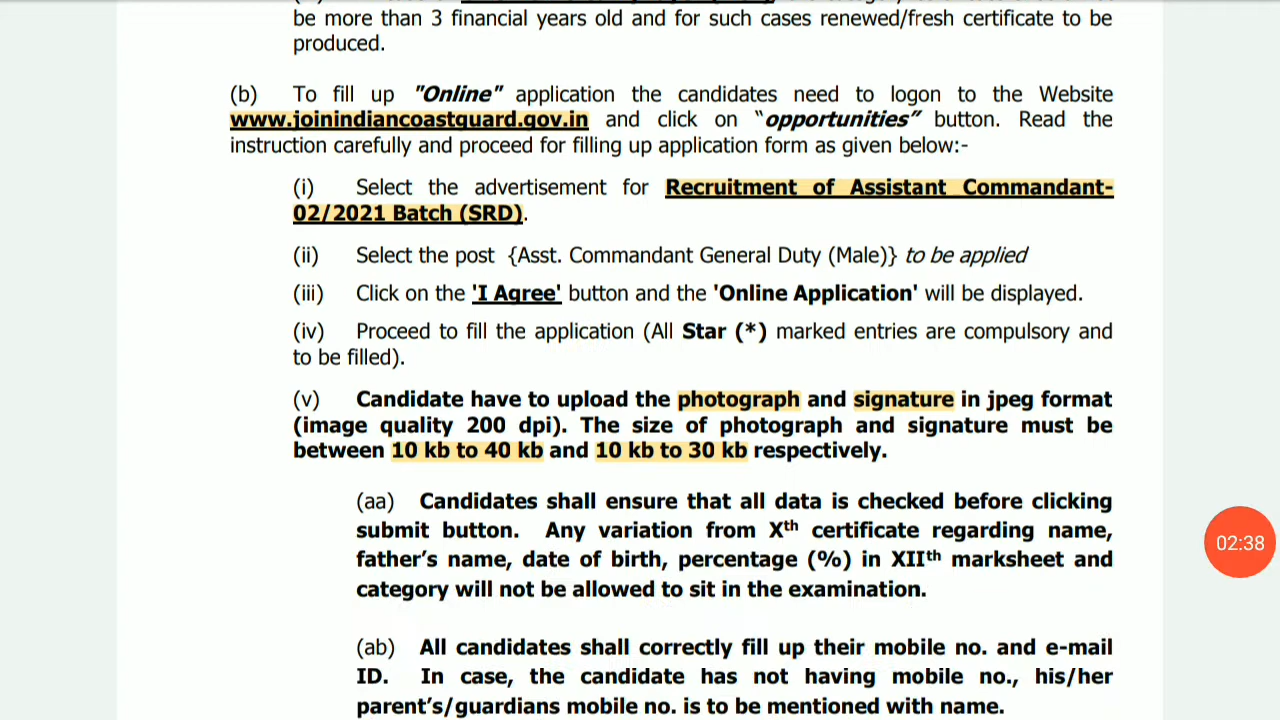 be more than 3 financial years old and for such cases renewed/fresh certificate to be
produced.
(b) To fill up "Online" application the candidates need to logon to the Website
www.joinindiancoastguard.gov.in and click on "opportunities" button. Read the
instruction carefully and proceed for filling up application form as given below:-
(i) Select the advertisement for Recruitment of Assistant Commandant-
02/2021 Batch (SRD).
(ii) Select the post {Asst. Commandant General Duty (Male)} to be applied
(iii) Click on the 'I Agree' button and the 'Online Application' will be displayed.
(iv) Proceed to fill the application (All Star (*) marked entries are compulsory and
to be filled).
(v) Candidate have to upload the photograph and signature in jpeg format
(image quality 200 dpi). The size of photograph and signature must be
between 10 kb to 40 kb and 10 kb to 30 kb respectively.
(aa) Candidates shall ensure that all data is checked before clicking
submit button. Any variation from Xth certificate regarding name,
father's name, date of birth, percentage (%) in XIIth marksheet and
category will not be allowed to sit in the examination.
02:38
(ab) All candidates shall correctly fill up their mobile no. and e-mail
ID. In case, the candidate has not having mobile no., his/her
parent's/guardians mobile no. is to be mentioned with name.